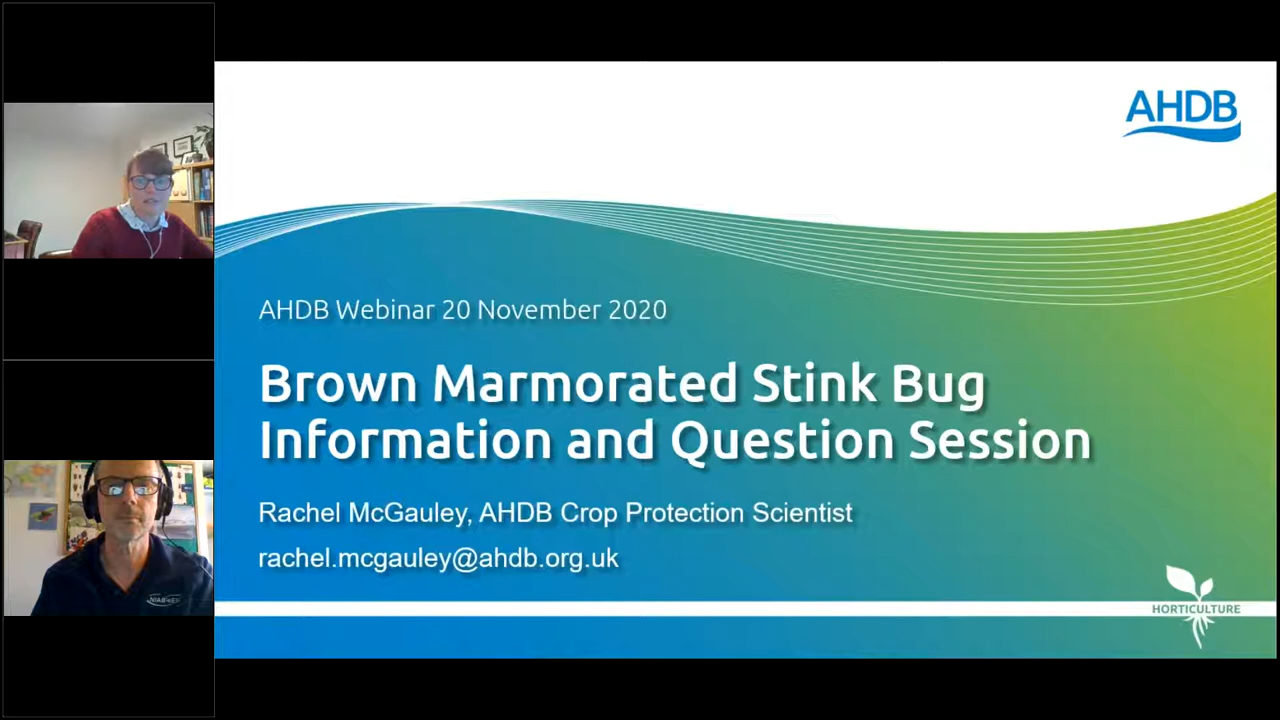 AHDB
AHDB Webinar 20 November 2020
Brown Marmorated Stink Bug
Information and Question Session
Rachel McGauley, AHDB Crop Protection Scientist
rachel.mcgauley@ahdb.org.uk
HORTICULTURE